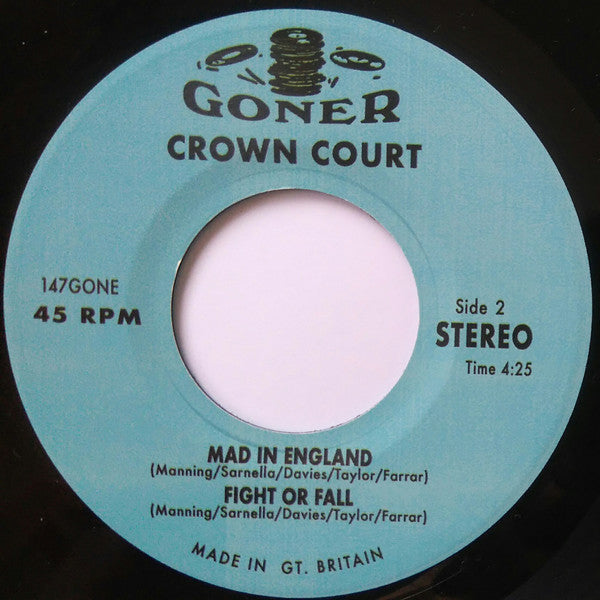 GONER
CROWN COURT
147GONE
45 RPM
Side 2
STEREO
Time 4:25
MAD IN ENGLAND
(Manning/Sarnella/Davies/Taylor/Farrar)
FIGHT OR FALL
(Manning/Sarnella/Davies/Taylor/Farrar)
MADE IN GT. BRITAIN